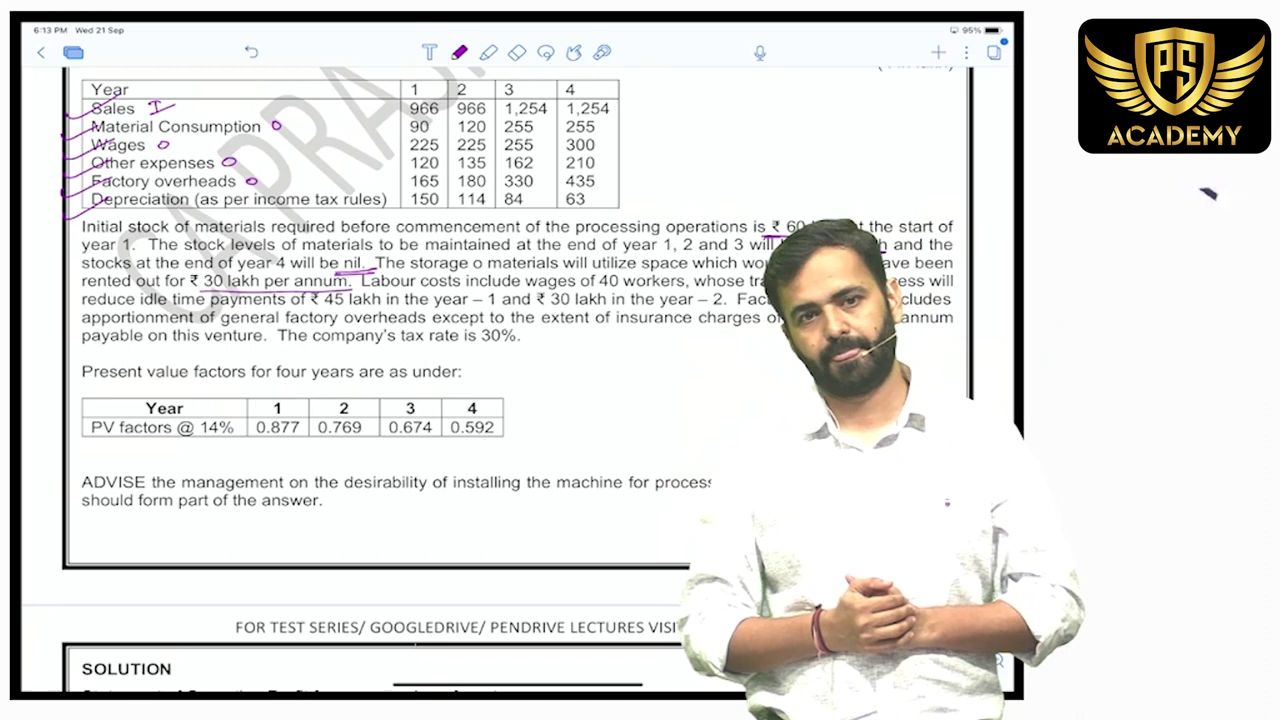 6:13 PM Wed 21 Sep
95%
PS
ACADEMY
Year 1 2 3 4
Sales I 966 966 1,254 1,254
Material Consumption 0 90 120 255 255
Wages 0 225 225 255 300
Other expenses 0 120 135 162 210
Factory overheads 0 165 180 330 435
Depreciation (as per income tax rules) 150 114 84 63
CA PRAS
Initial stock of materials required before commencement of the processing operations is ₹ 60 at the start of
year 1. The stock levels of materials to be maintained at the end of year 1, 2 and 3 will and the
stocks at the end of year 4 will be nil. The storage o materials will utilize space which have been
rented out for ₹ 30 lakh per annum. Labour costs include wages of 40 workers, whose will
reduce idle time payments of ₹ 45 lakh in the year – 1 and ₹ 30 lakh in the year – 2.
apportionment of general factory overheads except to the extent of insurance charges annum
payable on this venture. The company's tax rate is 30%.
Present value factors for four years are as under:
Year 1 2 3 4
PV factors @ 14% 0.877 0.769 0.674 0.592
ADVISE the management on the desirability of installing the machine for
should form part of the answer.
FOR TEST SERIES/ GOOGLEDRIVE/ PENDRIVE LECTURES
SOLUTION